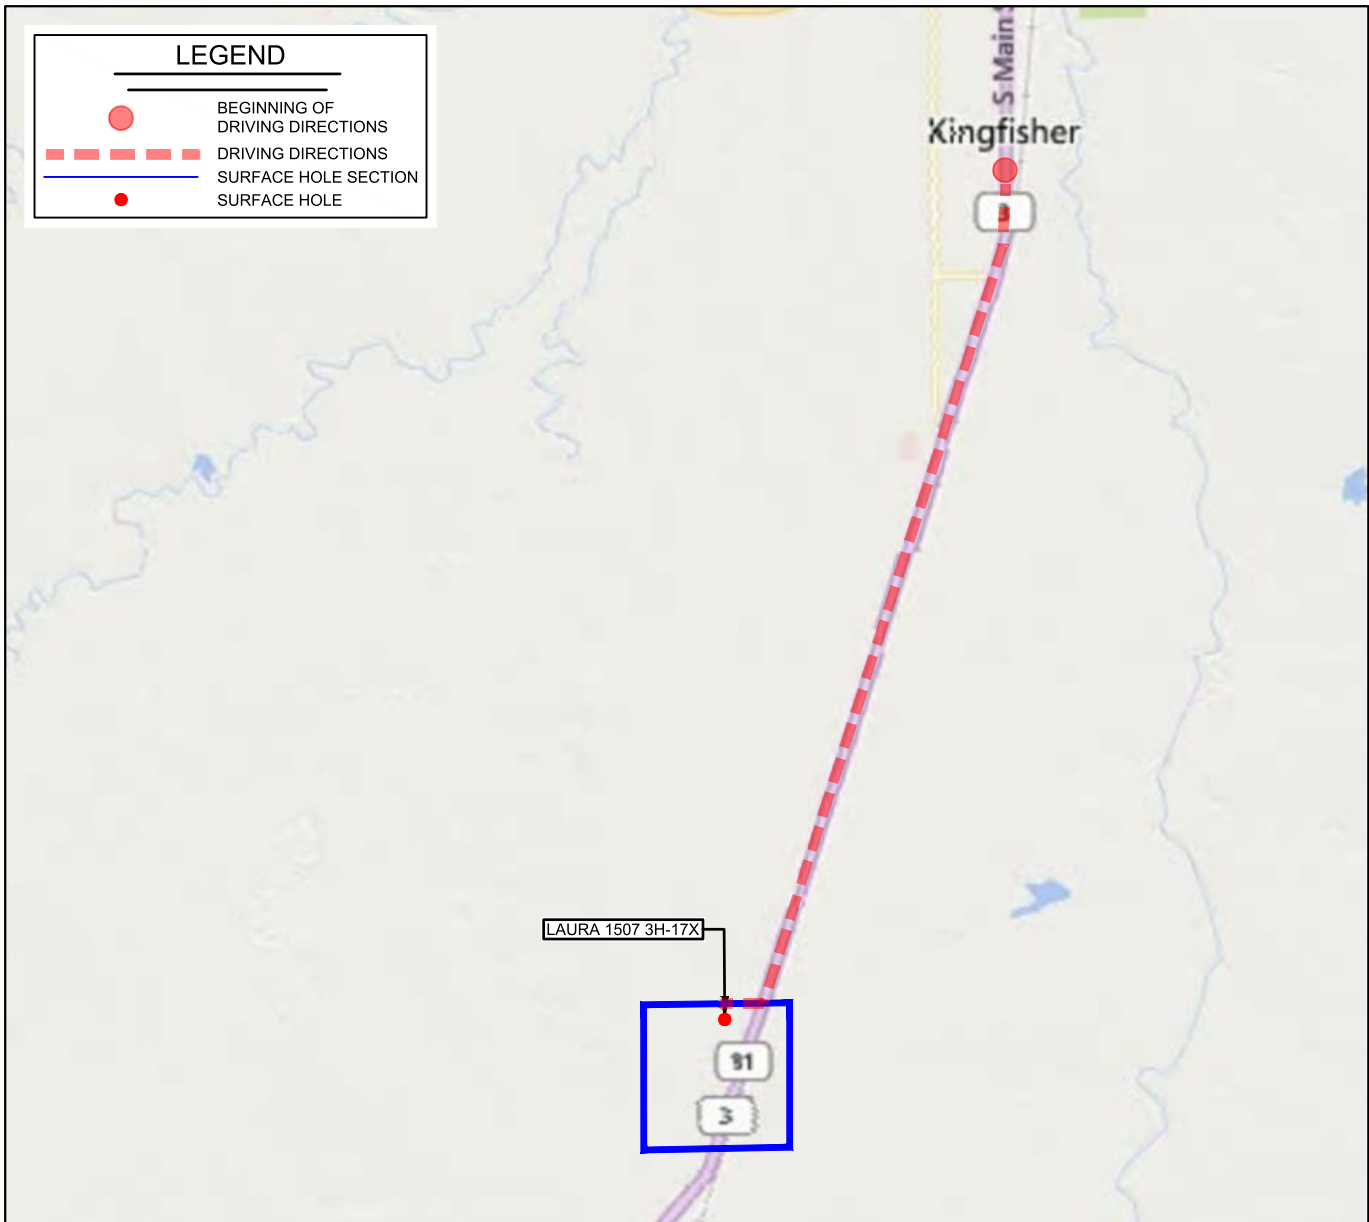 LEGEND
BEGINNING OF
DRIVING DIRECTIONS
DRIVING DIRECTIONS
SURFACE HOLE SECTION
SURFACE HOLE
S Main S
Kingfisher
3
LAURA 1507 3H-17X
81
3